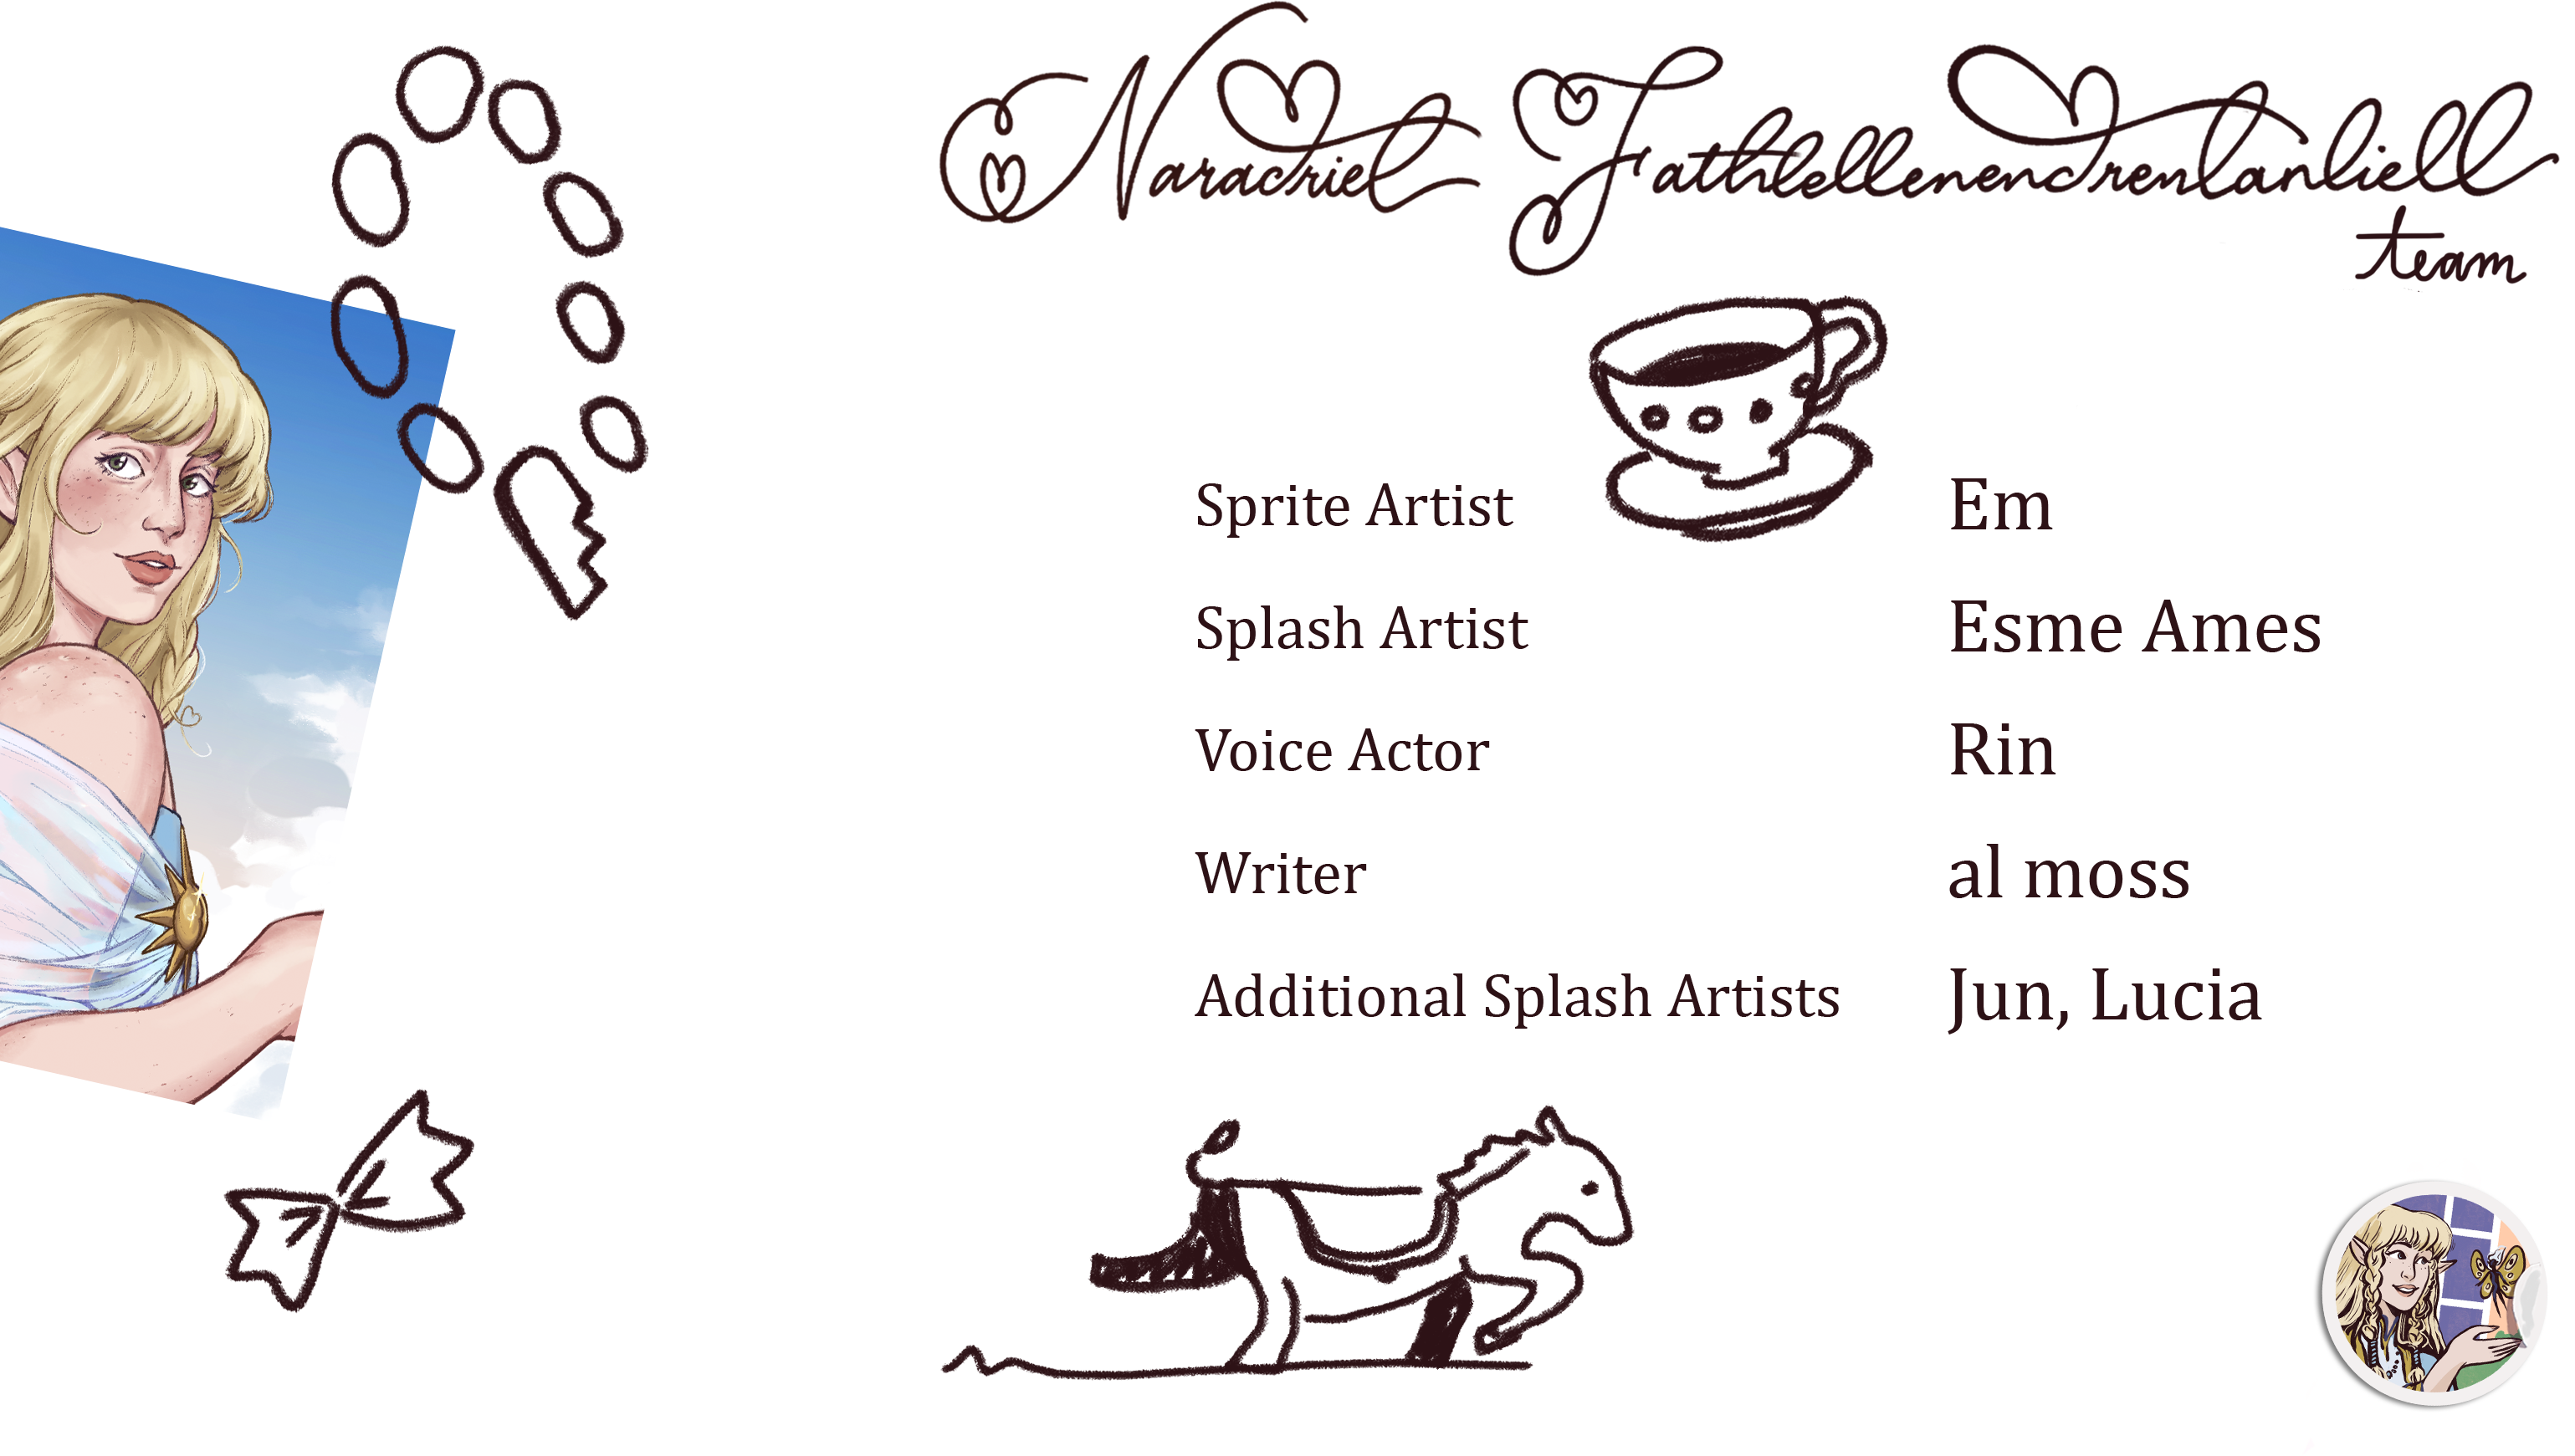 Naradriel Fathlellenendrenlanliell
team
Sprite Artist Em
Splash Artist Esme Ames
Voice Actor Rin
Writer al moss
Additional Splash Artists Jun, Lucia